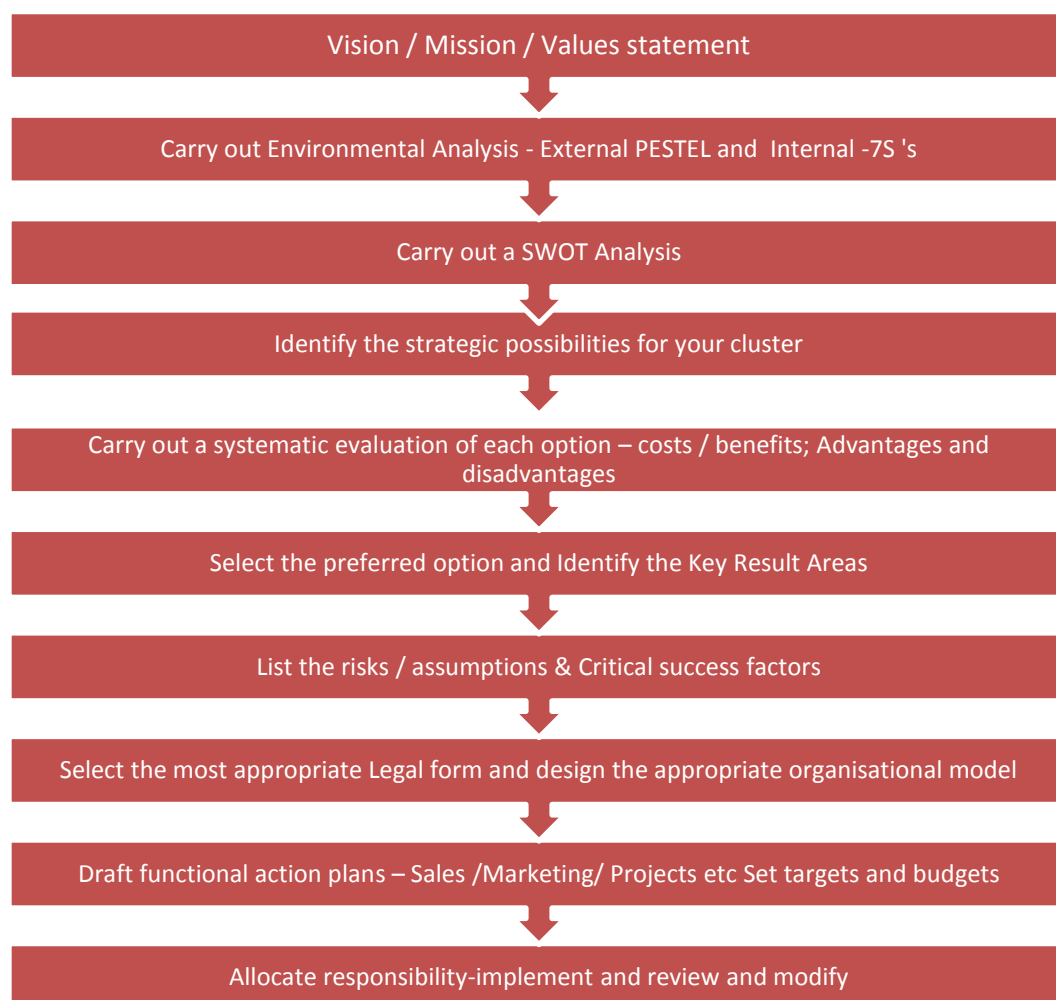 Vision / Mission / Values statement
Carry out Environmental Analysis - External PESTEL and  Internal -7S 's
Carry out a SWOT Analysis
Identify the strategic possibilities for your cluster
Carry out a systematic evaluation of each option – costs / benefits; Advantages and
disadvantages
Select the preferred option and Identify the Key Result Areas
List the risks / assumptions & Critical success factors
Select the most appropriate Legal form and design the appropriate organisational model
Draft functional action plans – Sales /Marketing/ Projects etc Set targets and budgets
Allocate responsibility-implement and review and modify